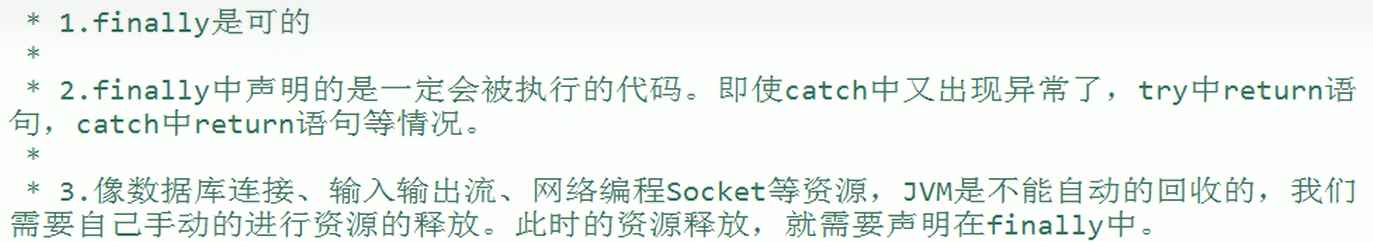 * 1.finally是可的
*
* 2.finally中声明的是一定会被执行的代码。即使catch中又出现异常了，try中return语
句，catch中return语句等情况。
*
* 3.像数据库连接、输入输出流、网络编程Socket等资源，JVM是不能自动的回收的，我们
需要自己手动的进行资源的释放。此时的资源释放，就需要声明在finally中。